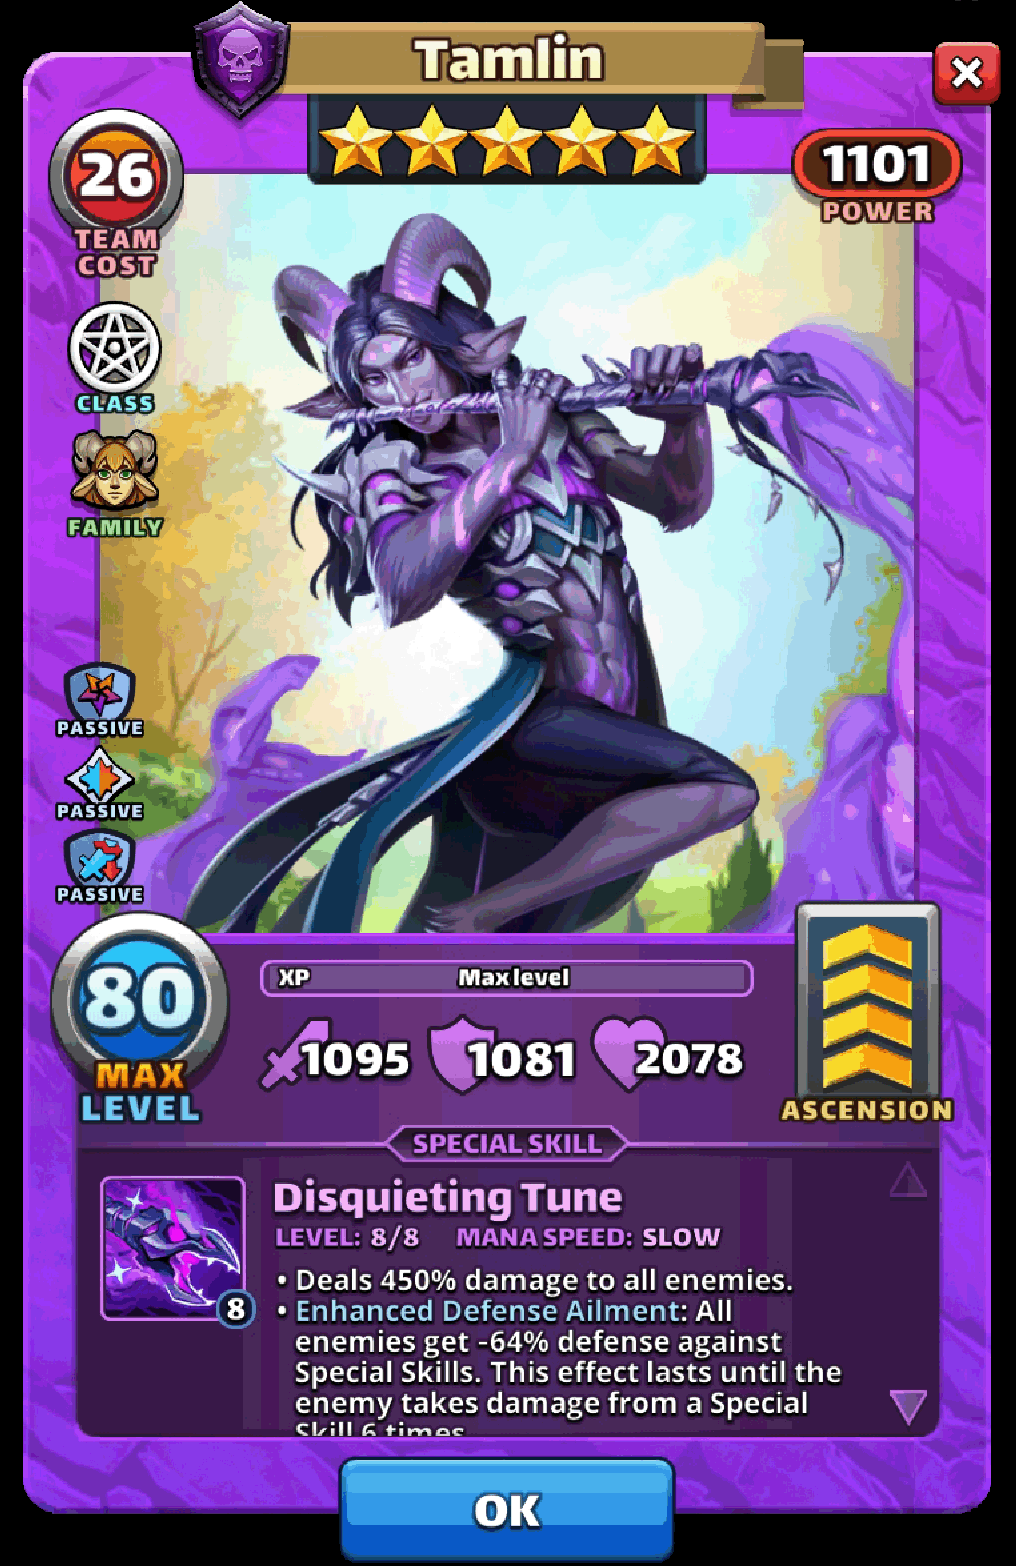 Tamlin
26
TEAM
COST
1101
POWER
CLASS
FAMILY
PASSIVE
PASSIVE
PASSIVE
80
MAX
LEVEL
XP Max level
1095 1081 2078
ASCENSION
SPECIAL SKILL
Disquieting Tune
LEVEL: 8/8 MANA SPEED: SLOW
8
• Deals 450% damage to all enemies.
• Enhanced Defense Ailment: All
enemies get -64% defense against
Special Skills. This effect lasts until the
enemy takes damage from a Special
Skill 6 times
OK